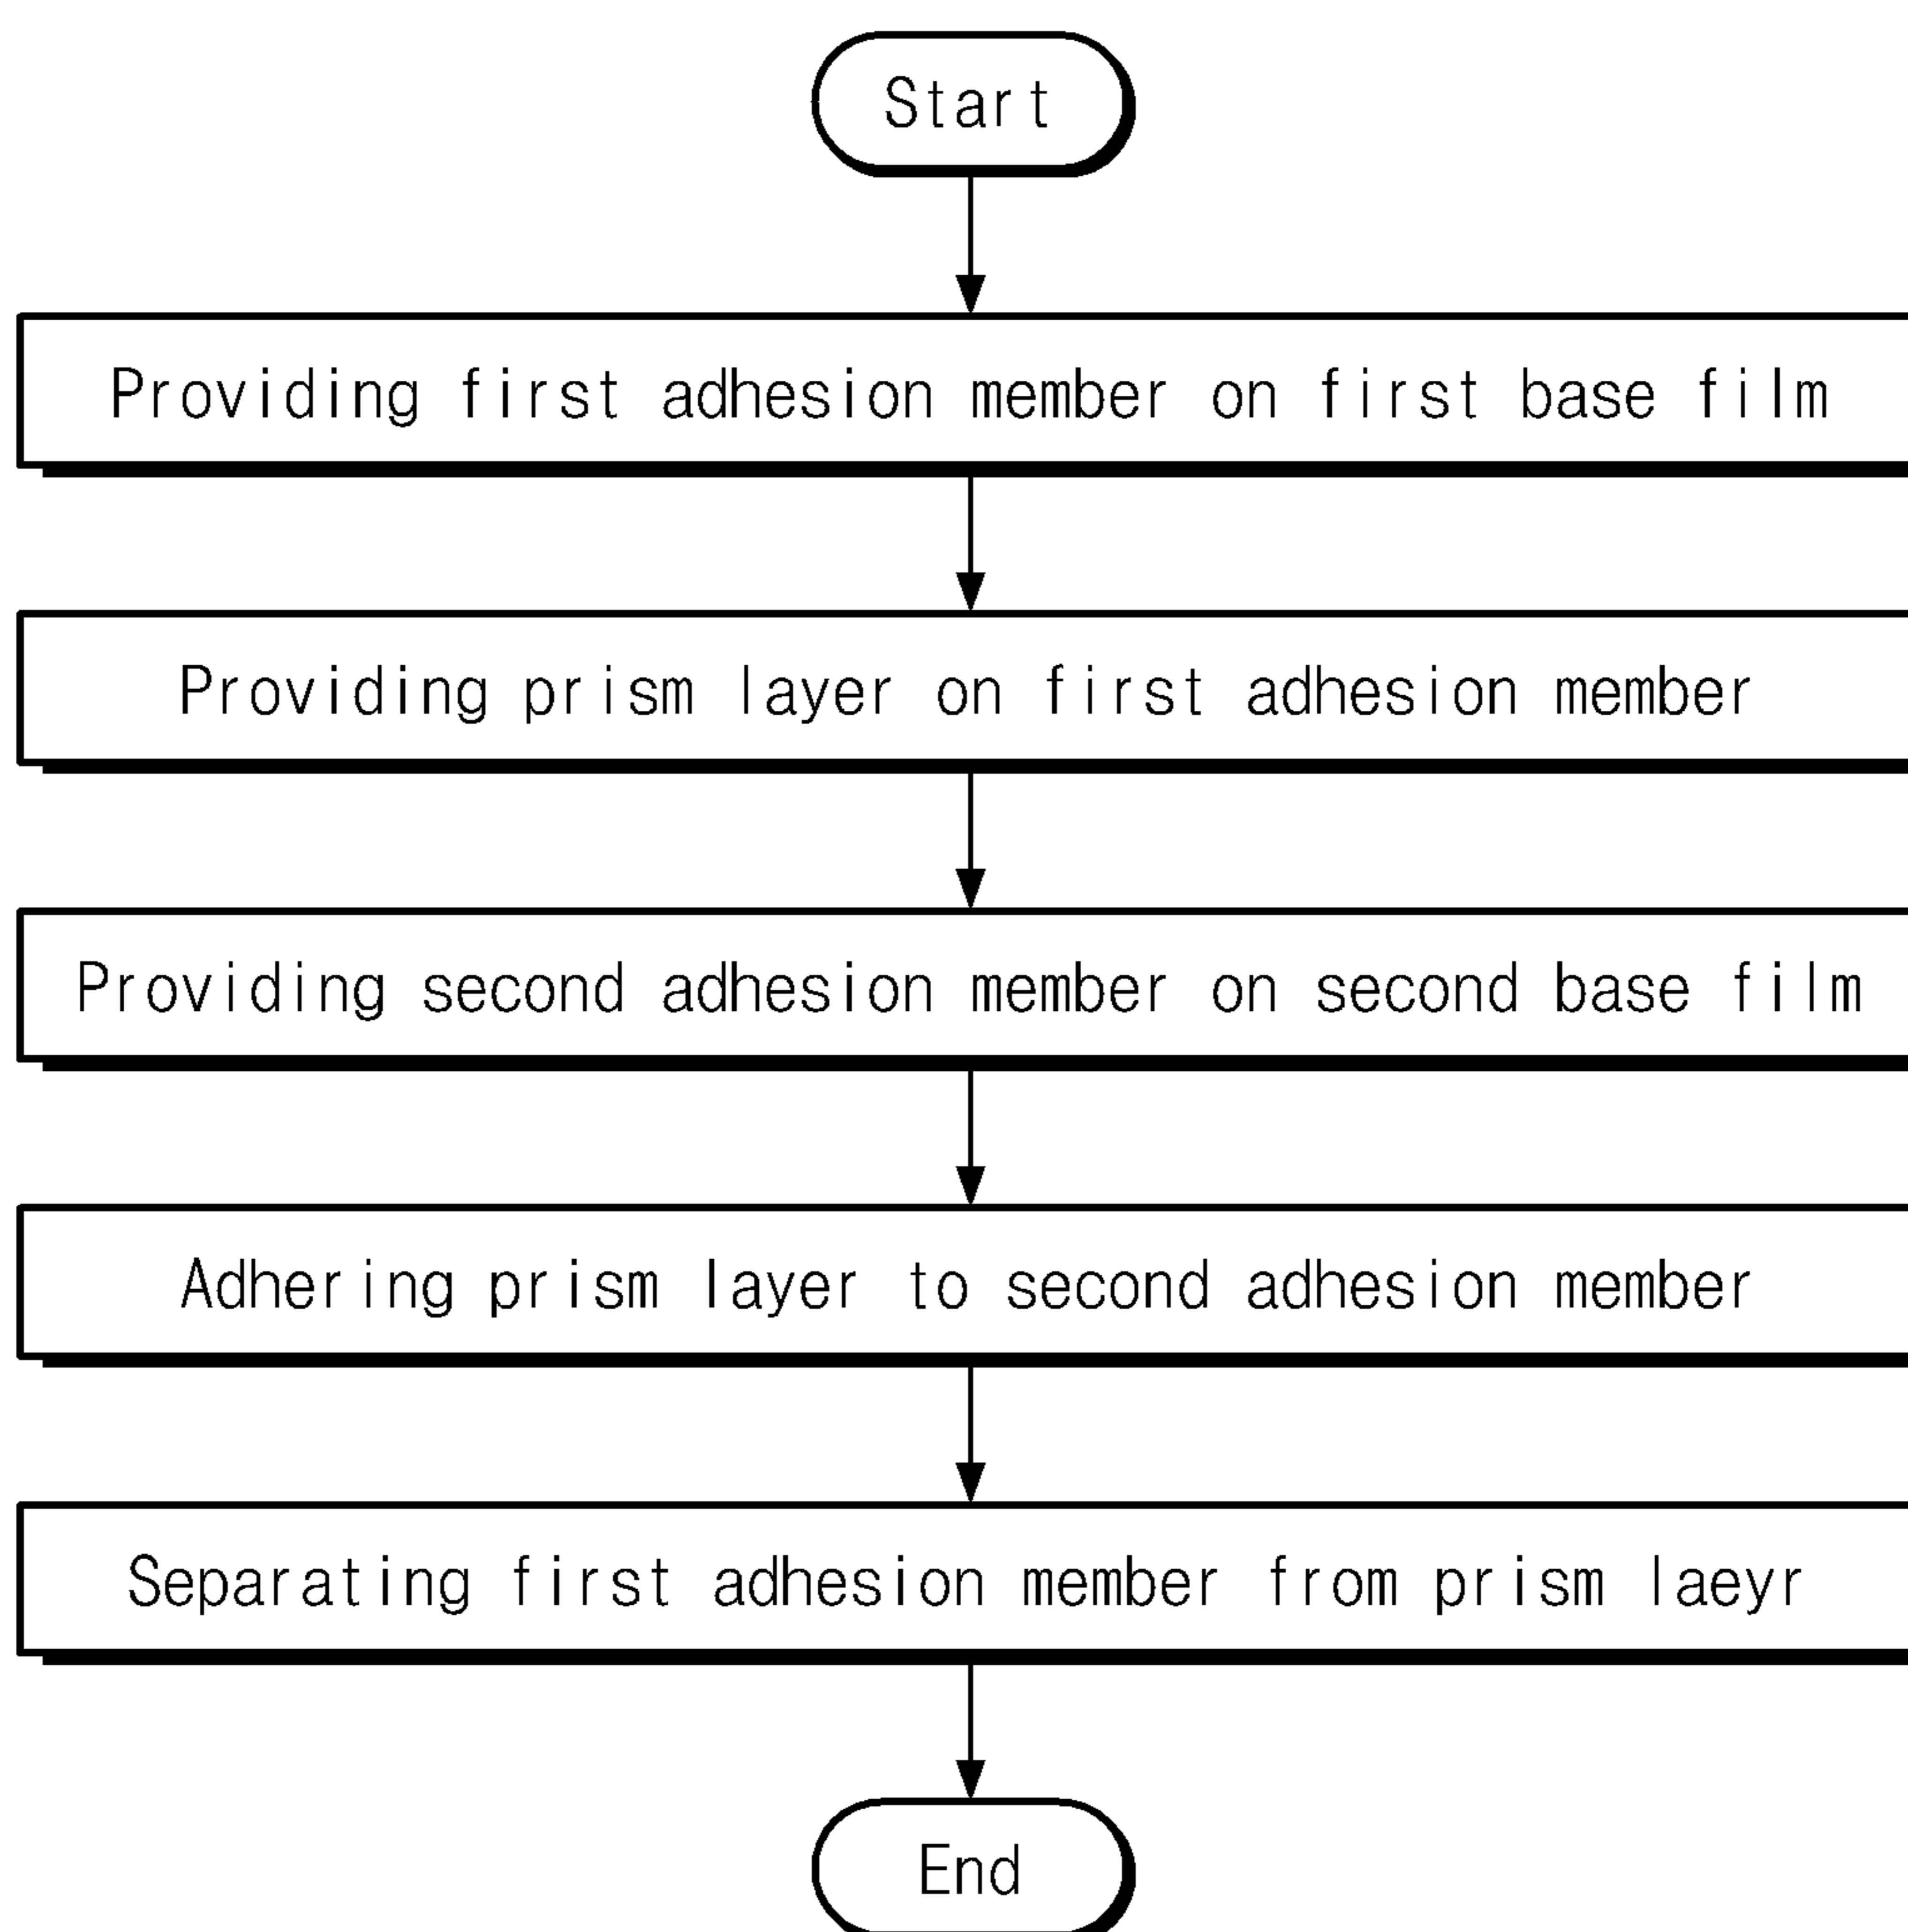 Start
Providing first adhesion member on first base film
Providing prism layer on first adhesion member
Providing second adhesion member on second base film
Adhering prism layer to second adhesion member
Separating first adhesion member from prism laeyr
End